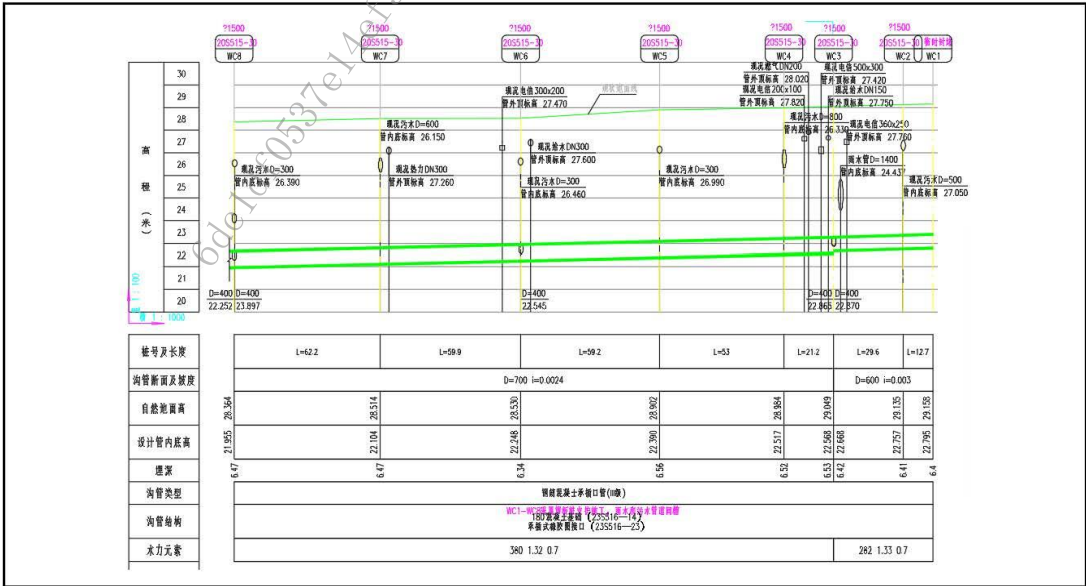 ?1500 ?1500 ?1500 ?1500 ?1500 ?1500
20S515-30 20S515-30 20S515-30 20S515-30 20S515-30 20S515-30 20S515-30
WC8 WC7 WC6 WC5 WC4 WC3 WC2 WC1
高程(米)
30
29
28
27
26
25
24
23
22
21
20
现况污水D=300
管内底标高 26.390
现况污水D=600
管内底标高 26.150
现况热力DN300
管外顶标高 27.260
现况电信300x200
管外顶标高 27.470
现况给水DN300
管外顶标高 27.600
现况污水D=300
管内底标高 26.460
现状地面线
现况污水D=300
管内底标高 26.990
现况燃气DN200
管外顶标高 28.020
现况电信200x100
管外顶标高 27.820
现况污水D=800
管内底标高 26.330
现况电信500x300
管外顶标高 27.420
现况给水DN150
管外顶标高 27.750
现况电信360x250
管外顶标高 27.760
雨水管D=1400
管内底标高 24.437
现况污水D=500
管内底标高 27.050
D=400 D=400
22.252 23.897
D=400
22.545
D=400 D=400
22.865 22.870
1:100
1:1000
桩号及长度 L=62.2 L=59.9 L=59.2 L=53 L=21.2 L=29.6 L=12.7
沟管断面及坡度 D=700 i=0.0024 D=600 i=0.003
自然地面高 28.364 28.514 28.530 28.902 28.984 29.049 29.135 29.158
设计管内底高 21.955 22.104 22.248 22.390 22.517 22.568 22.668 22.757 22.795
埋深 6.47 6.47 6.34 6.56 6.52 6.53 6.42 6.41 6.4
沟管类型 钢筋混凝土承插口管(III级)
沟管结构
180°混凝土基础 (23S516—14)
承插式橡胶圈接口 (23S516—23)
水力元素 380 1.32 0.7 282 1.33 0.7